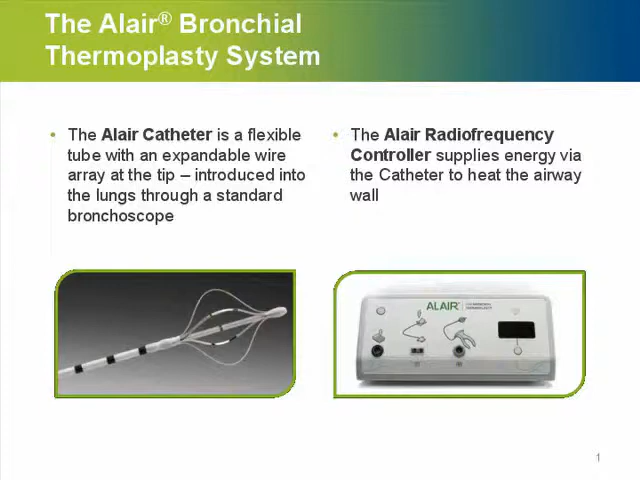 The Alair® Bronchial
Thermoplasty System
• The Alair Catheter is a flexible
tube with an expandable wire
array at the tip – introduced into
the lungs through a standard
bronchoscope
• The Alair Radiofrequency
Controller supplies energy via
the Catheter to heat the airway
wall
ALAIR
1